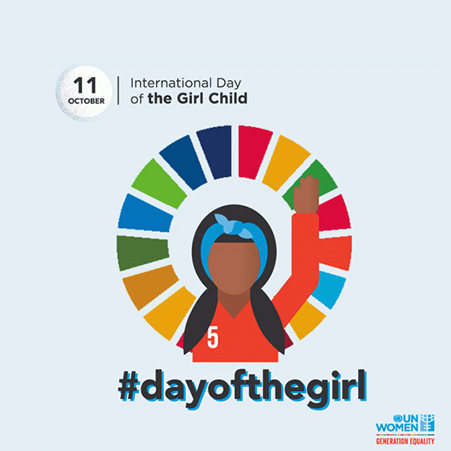 11
OCTOBER
International Day
of the Girl Child
5
#dayofthegirl
UN
WOMEN
GENERATION EQUALITY